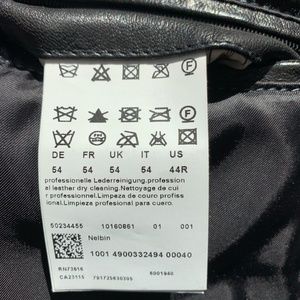 F
F
DE FR UK IT US
54 54 54 54 44R
professionelle Lederreinigung.profession
al leather dry cleaning.Nettoyage de cui
r professionnel.Limpeza de couro profiss
ional.Limpieza profesional para cuero.
50234455 10160861 01 001
Nelbin
1001 4900332494 00040
RN73616
CA23115 791725630305 6001960